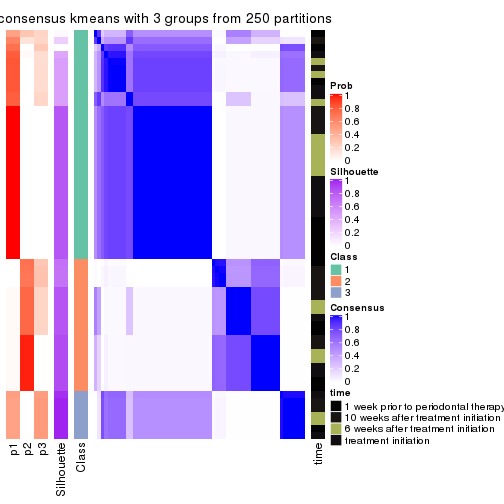 consensus kmeans with 3 groups from 250 partitions
Prob
1
0.8
0.6
0.4
0.2
0
Silhouette
1
0.8
0.6
0.4
0.2
0
Class
1
2
3
Consensus
1
0.8
0.6
0.4
0.2
0
time
1 week prior to periodontal therapy
10 weeks after treatment initiation
6 weeks after treatment initiation
treatment initiation
p1
p2
p3
Silhouette
Class
time